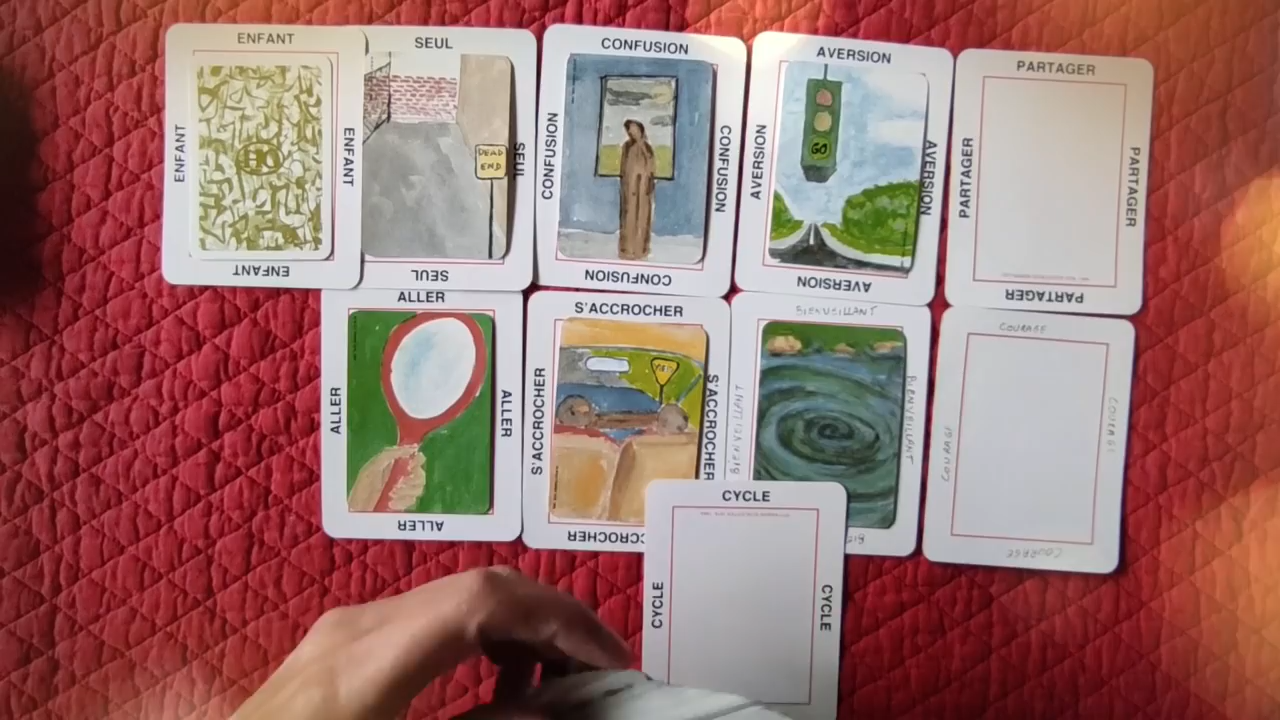 ENFANT
ENFANT
ENFANT
ENFANT
SEUL
DEAD
END
SEUL
SEUL
CONFUSION
CONFUSION
CONFUSION
CONFUSION
AVERSION
GO
AVERSION
AVERSION
AVERSION
PARTAGER
PARTAGER
PARTAGER
PARTAGER
ALLER
ALLER
ALLER
ALLER
S'ACCROCHER
S'ACCROCHER
S'ACCROCHER
CCROCHER
BIENVEILLANT
BIENVEILLANT
BIENVEILLANT
BIE
COURAGE
COURAGE
COURAGE
COURAGE
CYCLE
CYCLE
CYCLE